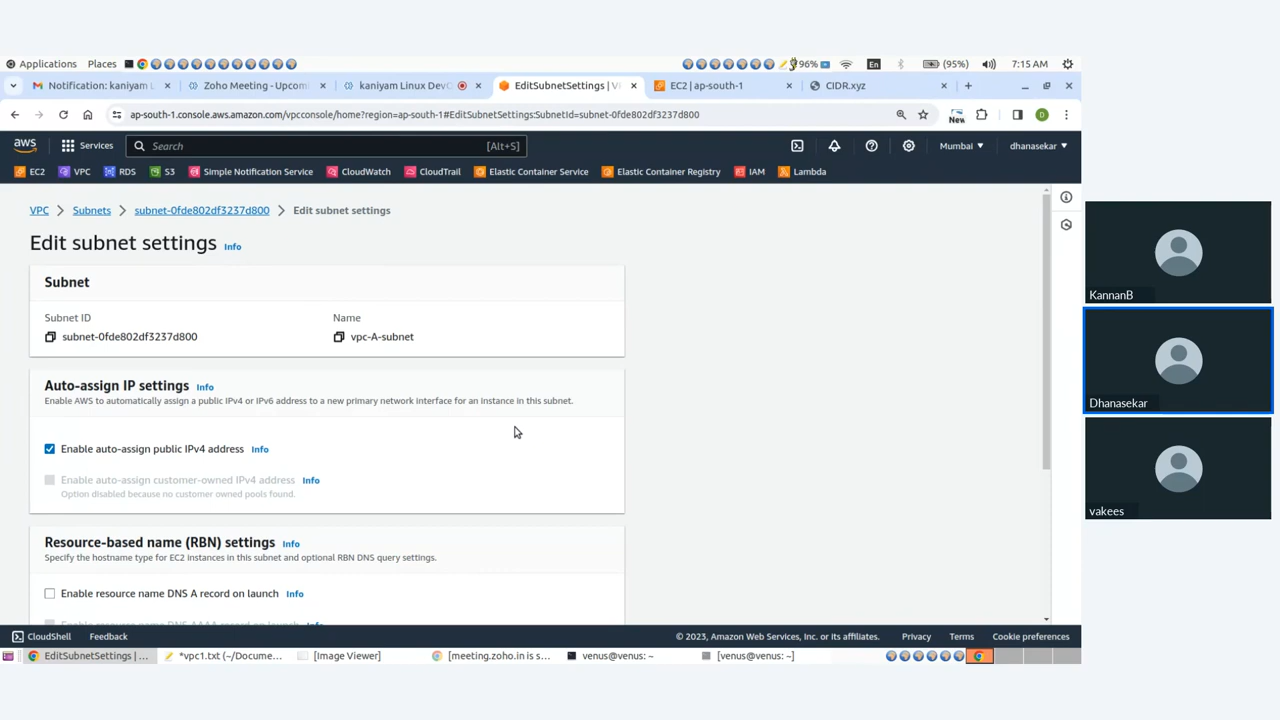 Applications Places 96% En (95%) 7:15 AM
Notification: kaniyam L
Zoho Meeting - Upcomi
kaniyam Linux DevO
EditSubnetSettings | V
EC2 | ap-south-1
CIDR.xyz
ap-south-1.console.aws.amazon.com/vpcconsole/home?region=ap-south-1#EditSubnetSettings:SubnetId=subnet-0fde802df3237d800
New
D
aws Services Search [Alt+S] Mumbai dhanasekar
EC2 VPC RDS S3 Simple Notification Service CloudWatch CloudTrail Elastic Container Service Elastic Container Registry IAM Lambda
VPC Subnets subnet-0fde802df3237d800 Edit subnet settings
Edit subnet settings Info
Subnet
Subnet ID Name
subnet-0fde802df3237d800 vpc-A-subnet
Auto-assign IP settings Info
Enable AWS to automatically assign a public IPv4 or IPv6 address to a new primary network interface for an instance in this subnet.
Enable auto-assign public IPv4 address Info
Enable auto-assign customer-owned IPv4 address Info
Option disabled because no customer owned pools found.
Resource-based name (RBN) settings Info
Specify the hostname type for EC2 instances in this subnet and optional RBN DNS query settings.
Enable resource name DNS A record on launch Info
Enable resource name DNS AAAA record on launch Info
CloudShell Feedback © 2023, Amazon Web Services, Inc. or its affiliates. Privacy Terms Cookie preferences
EditSubnetSettings | ... *vpc1.txt (~/Docume... [Image Viewer] [meeting.zoho.in is s... venus@venus: ~ [venus@venus: ~]
KannanB
Dhanasekar
vakees